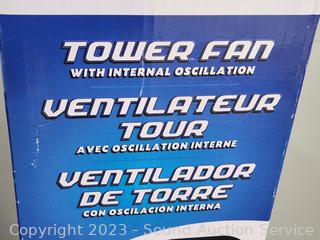 TOWER FAN
WITH INTERNAL OSCILLATION
VENTILATEUR
TOUR
AVEC OSCILLATION INTERNE
VENTILADOR
DE TORRE
CON OSCILACIÓN INTERNA
Copyright 2023 - Sound Auction Service